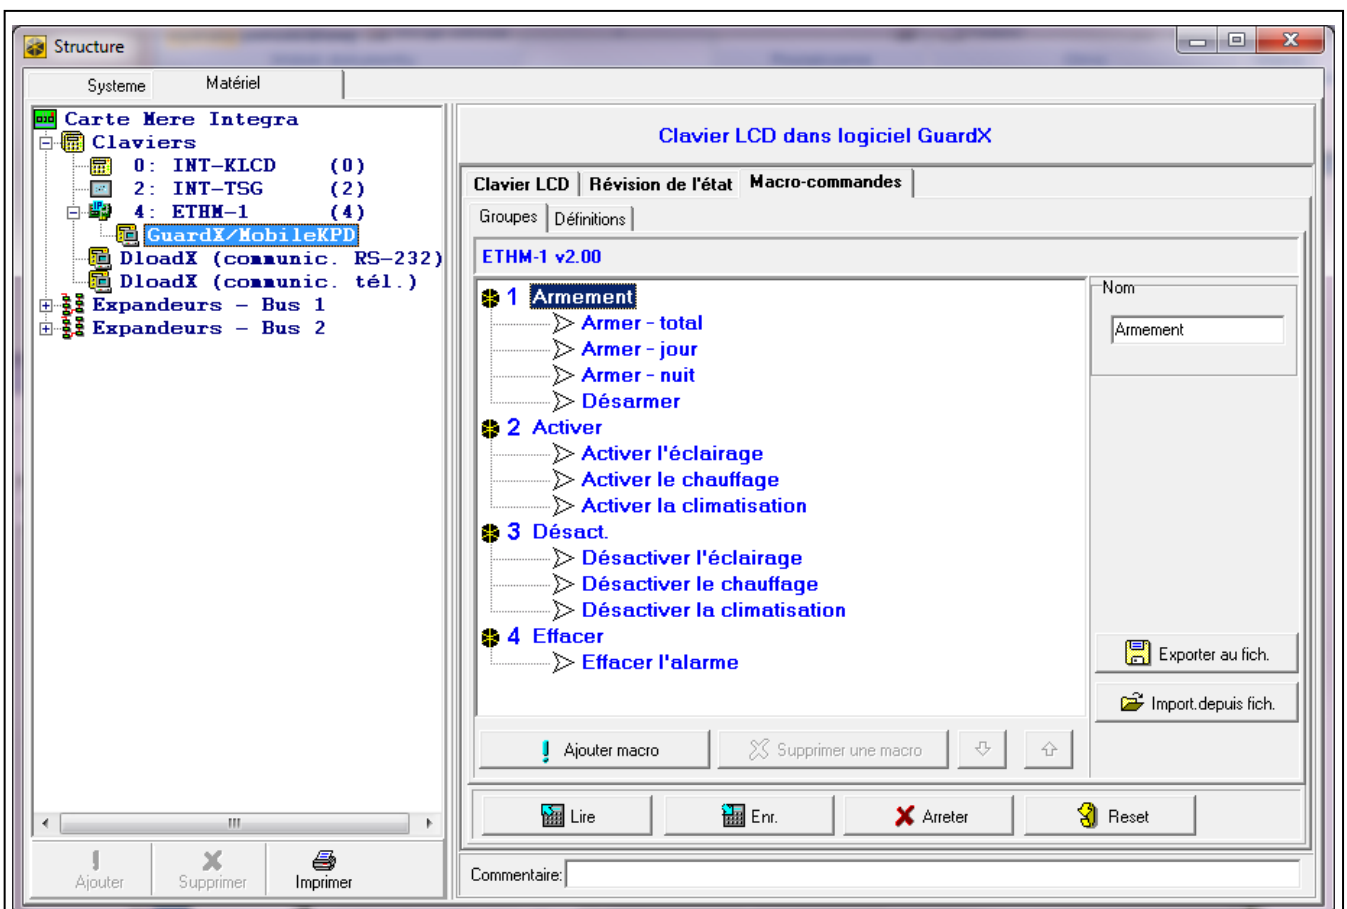 Structure
Systeme
Matériel
Carte Mere Integra
Claviers
0: INT-KLCD (0)
2: INT-TSG (2)
4: ETHM-1 (4)
GuardX/MobileKPD
DloadX (communic. RS-232)
DloadX (communic. tél.)
Expandeurs - Bus 1
Expandeurs - Bus 2
Ajouter
Supprimer
Imprimer
Clavier LCD dans logiciel GuardX
Clavier LCD
Révision de l'état
Macro-commandes
Groupes
Définitions
ETHM-1 v2.00
1 Armement
Armer - total
Armer - jour
Armer - nuit
Désarmer
2 Activer
Activer l'éclairage
Activer le chauffage
Activer la climatisation
3 Désact.
Désactiver l'éclairage
Désactiver le chauffage
Désactiver la climatisation
4 Effacer
Effacer l'alarme
Nom
Armement
Exporter au fich.
Import.depuis fich.
Ajouter macro
Supprimer une macro
Lire
Enr.
Arreter
Reset
Commentaire: